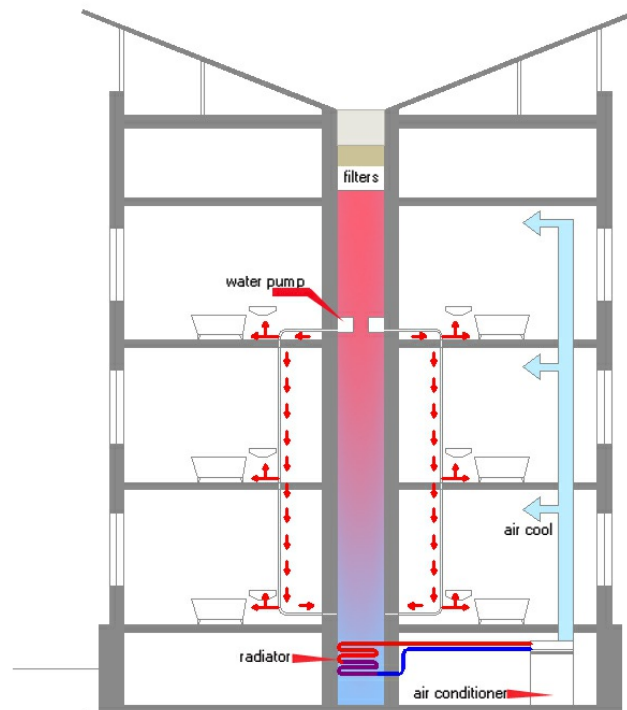 filters
water pump
air cool
radiator
air conditioner